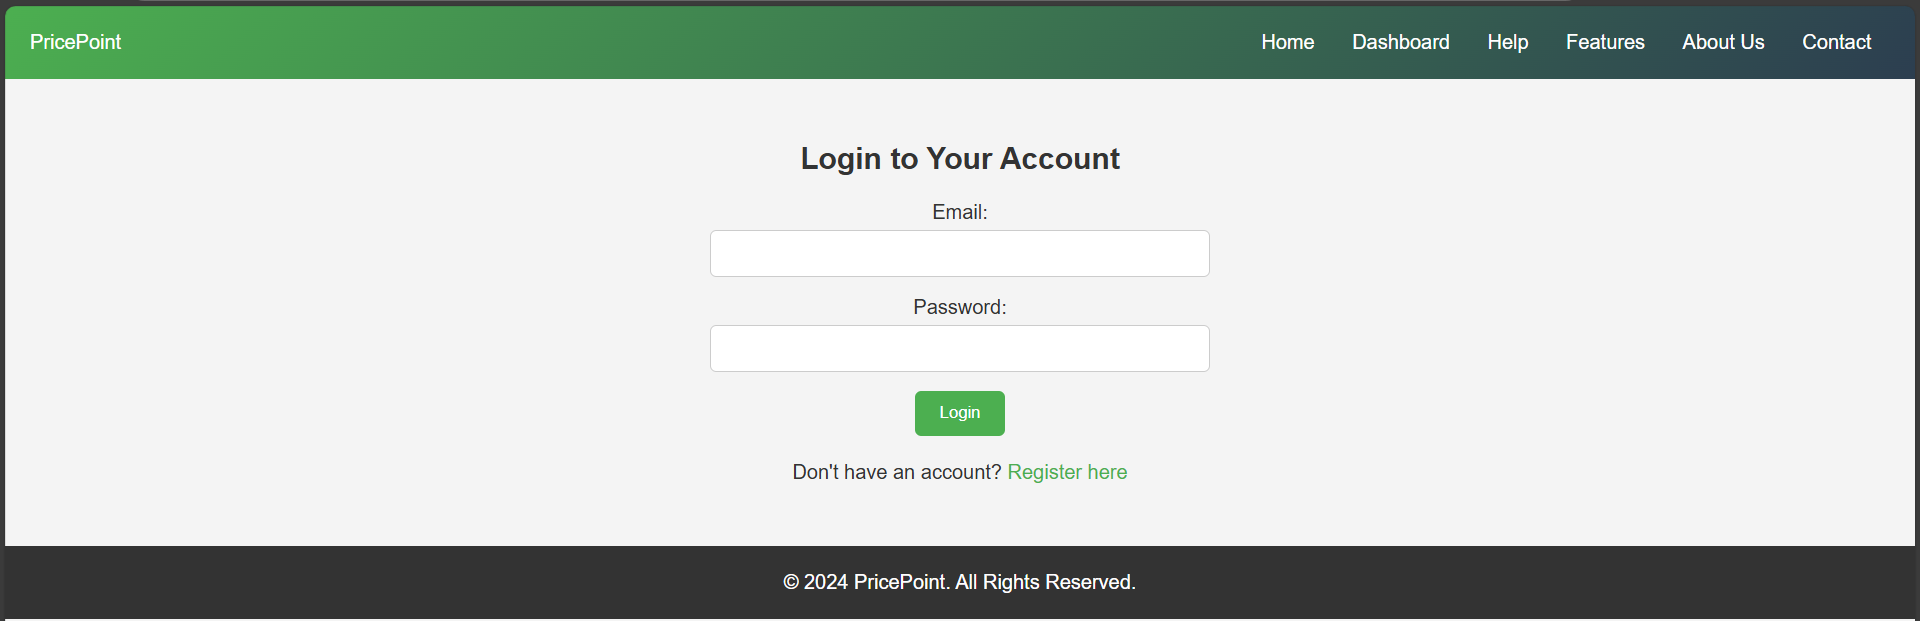 PricePoint Home Dashboard Help Features About Us Contact
Login to Your Account
Email:
Password:
Login
Don't have an account? Register here
© 2024 PricePoint. All Rights Reserved.